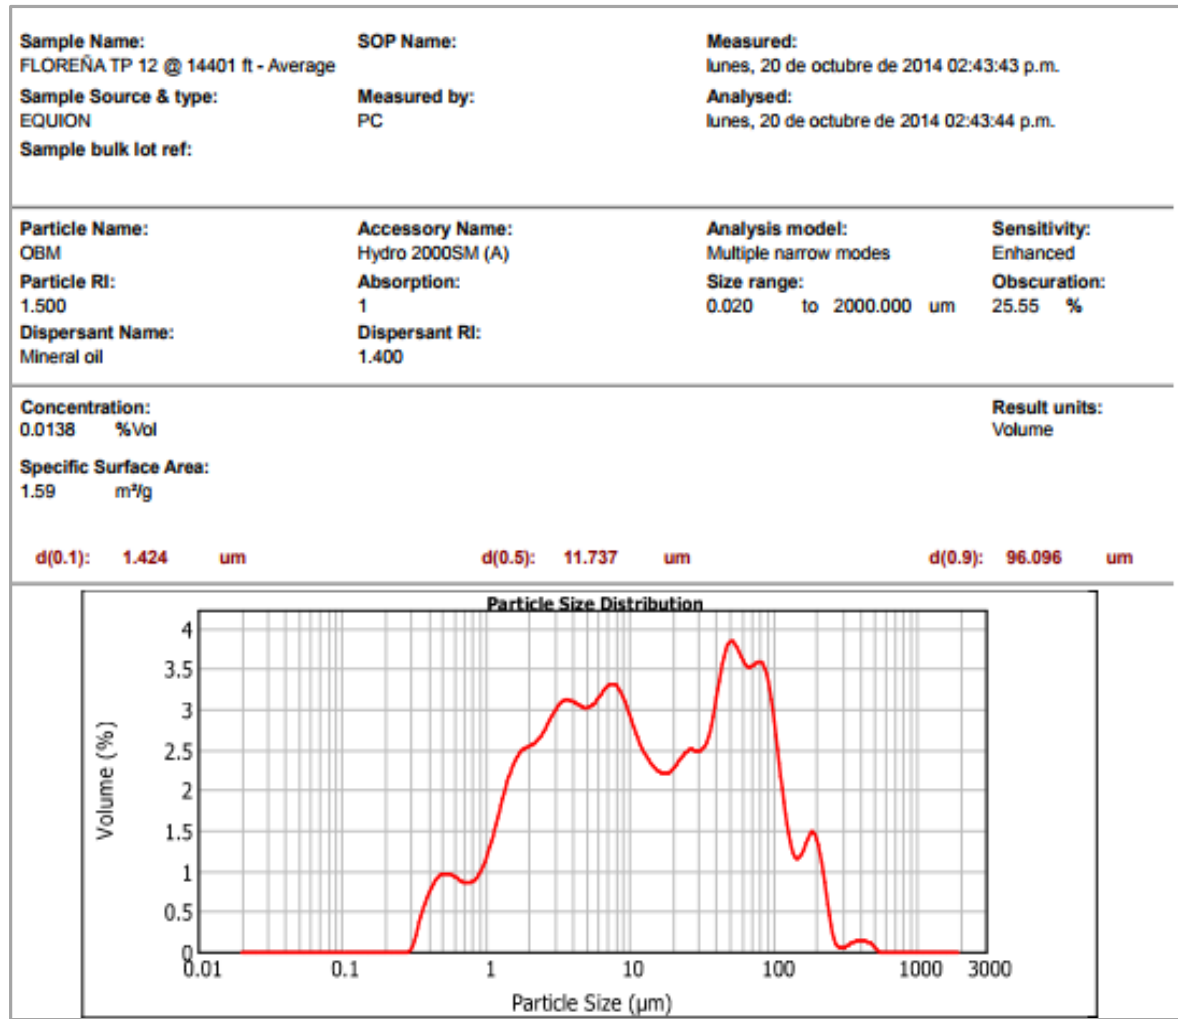 Sample Name: SOP Name: Measured:
FLOREÑA TP 12 @ 14401 ft - Average lunes, 20 de octubre de 2014 02:43:43 p.m.
Sample Source & type: Measured by: Analysed:
EQUION PC lunes, 20 de octubre de 2014 02:43:44 p.m.
Sample bulk lot ref:
Particle Name: Accessory Name: Analysis model: Sensitivity:
OBM Hydro 2000SM (A) Multiple narrow modes Enhanced
Particle RI: Absorption: Size range: Obscuration:
1.500 1 0.020 to 2000.000 um 25.55 %
Dispersant Name: Dispersant RI:
Mineral oil 1.400
Concentration: Result units:
0.0138 %Vol Volume
Specific Surface Area:
1.59 m²/g
d(0.1): 1.424 um d(0.5): 11.737 um d(0.9): 96.096 um
Particle Size Distribution
4
3.5
3
2.5
2
1.5
1
0.5
0
Volume (%)
0.01 0.1 1 10 100 1000 3000
Particle Size (µm)